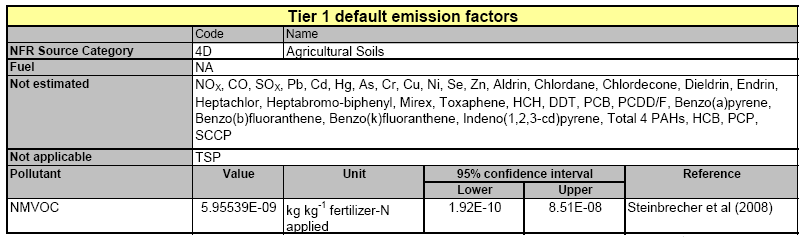 Tier 1 default emission factors
Code Name
NFR Source Category 4D Agricultural Soils
Fuel NA
Not estimated NOX, CO, SOX, Pb, Cd, Hg, As, Cr, Cu, Ni, Se, Zn, Aldrin, Chlordane, Chlordecone, Dieldrin, Endrin,
Heptachlor, Heptabromo-biphenyl, Mirex, Toxaphene, HCH, DDT, PCB, PCDD/F, Benzo(a)pyrene,
Benzo(b)fluoranthene, Benzo(k)fluoranthene, Indeno(1,2,3-cd)pyrene, Total 4 PAHs, HCB, PCP,
SCCP
Not applicable TSP
Pollutant Value Unit 95% confidence interval Reference
Lower Upper
NMVOC 5.95539E-09 kg kg-1 fertilizer-N 1.92E-10 8.51E-08 Steinbrecher et al (2008)
applied